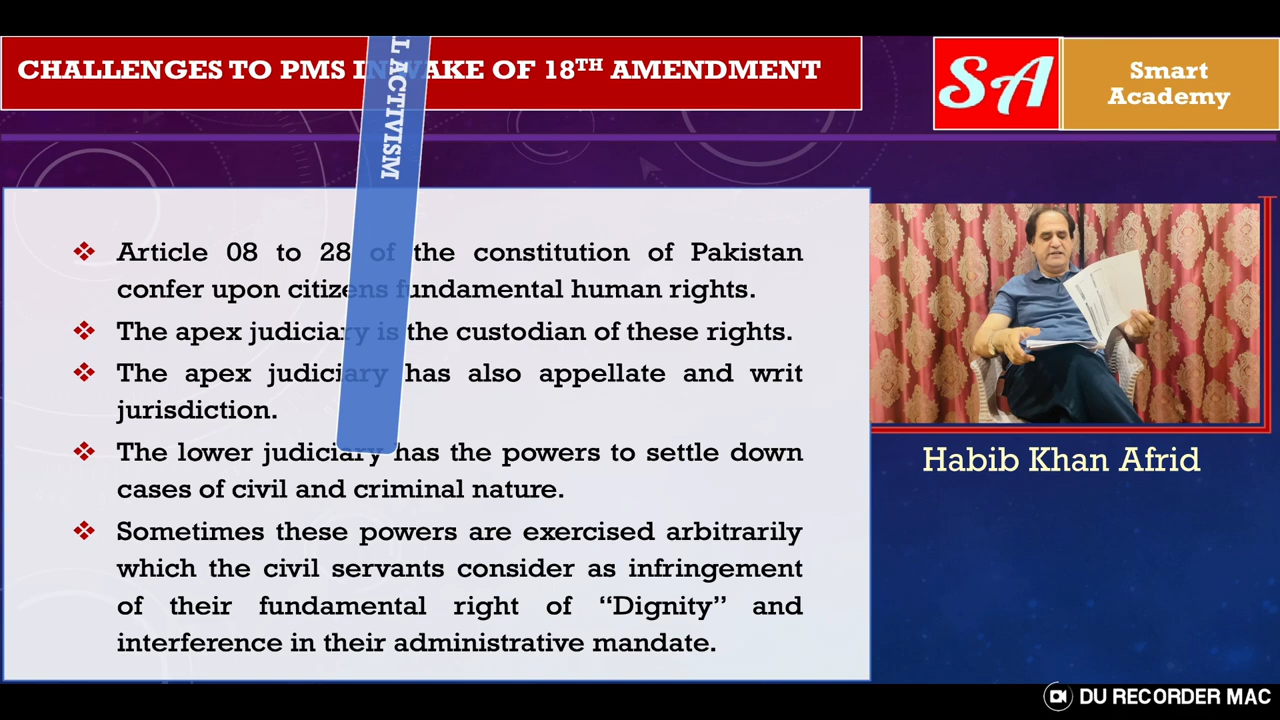 CHALLENGES TO PMS IN WAKE OF 18TH AMENDMENT
L ACTIVISM
SA
Smart
Academy
❖ Article 08 to 28 of the constitution of Pakistan
confer upon citizens fundamental human rights.
❖ The apex judiciary is the custodian of these rights.
❖ The apex judiciary has also appellate and writ
jurisdiction.
❖ The lower judiciary has the powers to settle down
cases of civil and criminal nature.
❖ Sometimes these powers are exercised arbitrarily
which the civil servants consider as infringement
of their fundamental right of “Dignity” and
interference in their administrative mandate.
Habib Khan Afrid
DU RECORDER MAC